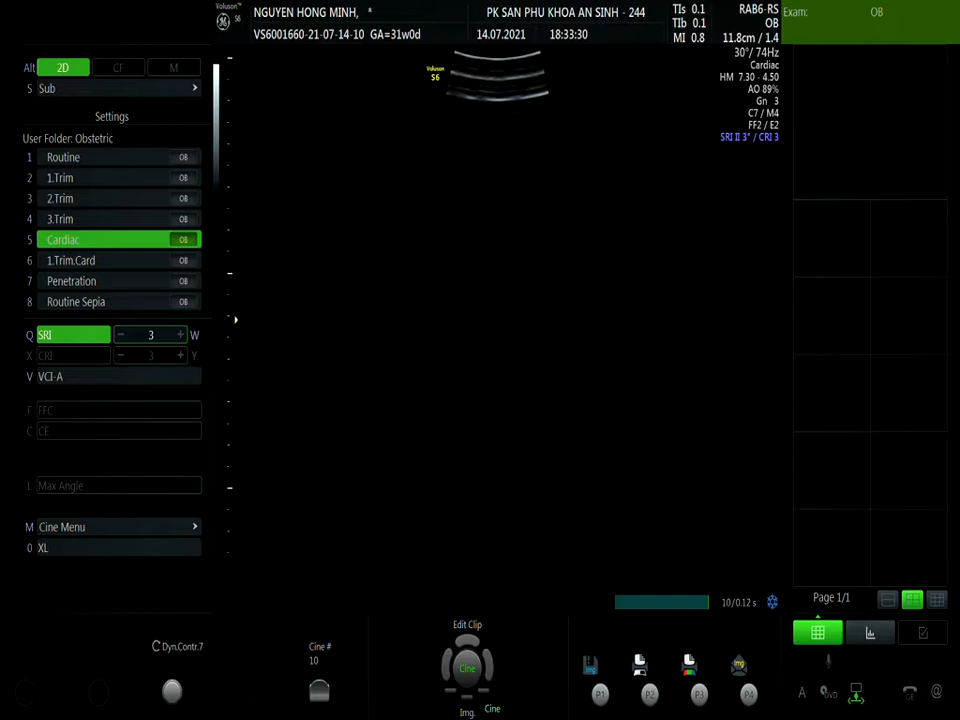 Voluson™
S6
NGUYEN HONG MINH, *
PK SAN PHU KHOA AN SINH - 244
TIs 0.1
RAB6-RS
TIb 0.1
OB
VS6001660-21-07-14-10 GA=31w0d
14.07.2021
18:33:30
MI 0.8
11.8cm / 1.4
30°/ 74Hz
Cardiac
HM 7.30 - 4.50
AO 89%
Gn 3
C7 / M4
FF2 / E2
SRI II 3* / CRI 3
Exam: OB
Voluson
S6
Alt 2D CF M
S Sub >
Settings
User Folder: Obstetric
1 Routine OB
2 1.Trim OB
3 2.Trim OB
4 3.Trim OB
5 Cardiac OB
6 1.Trim.Card OB
7 Penetration OB
8 Routine Sepia OB
Q SRI − 3 + W
X CRI − 3 + Y
V VCI-A
F FFC
C CE
L Max Angle
M Cine Menu >
0 XL
10/0.12 s
Page 1/1
C Dyn.Contr.7
Cine #
10
Edit Clip
Cine
Img.
Cine
Img
P1 P2 P3 P4
A DVD GE @